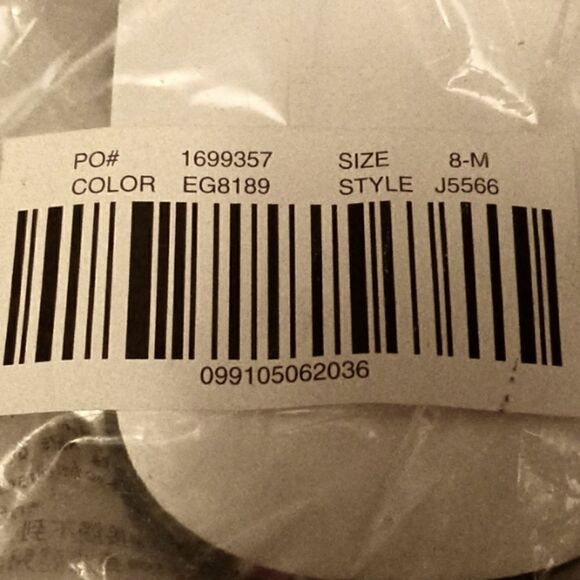 PO# 1699357 SIZE 8-M
COLOR EG8189 STYLE J5566
099105062036